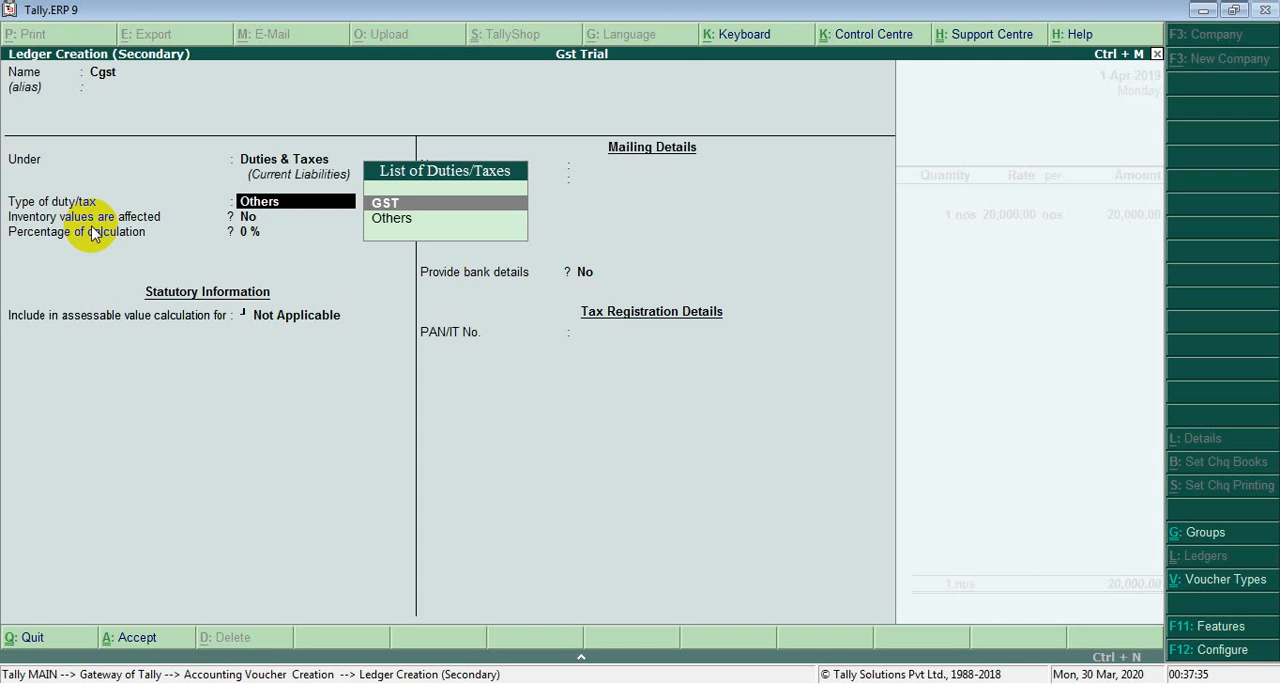 Tally.ERP 9
P: Print E: Export M: E-Mail O: Upload S: TallyShop G: Language K: Keyboard K: Control Centre H: Support Centre H: Help F3: Company
Ledger Creation (Secondary) Gst Trial Ctrl + M F3: New Company
Name : Cgst 1-Apr-2019
(alias) : Monday
Mailing Details
Under : Duties & Taxes
(Current Liabilities) List of Duties/Taxes Quantity Rate per Amount
Type of duty/tax : Others GST
Inventory values are affected ? No Others 1 nos 20,000.00 nos 20,000.00
Percentage of calculation ? 0 %
Provide bank details ? No
Statutory Information
Include in assessable value calculation for : Not Applicable Tax Registration Details
PAN/IT No. :
L: Details
B: Set Chq Books
S: Set Chq Printing
G: Groups
L: Ledgers
V: Voucher Types
1 nos 20,000.00
F11: Features
Q: Quit A: Accept D: Delete
F12: Configure
Ctrl + N
Tally MAIN --> Gateway of Tally --> Accounting Voucher Creation --> Ledger Creation (Secondary) © Tally Solutions Pvt Ltd., 1988-2018 Mon, 30 Mar, 2020 00:37:35